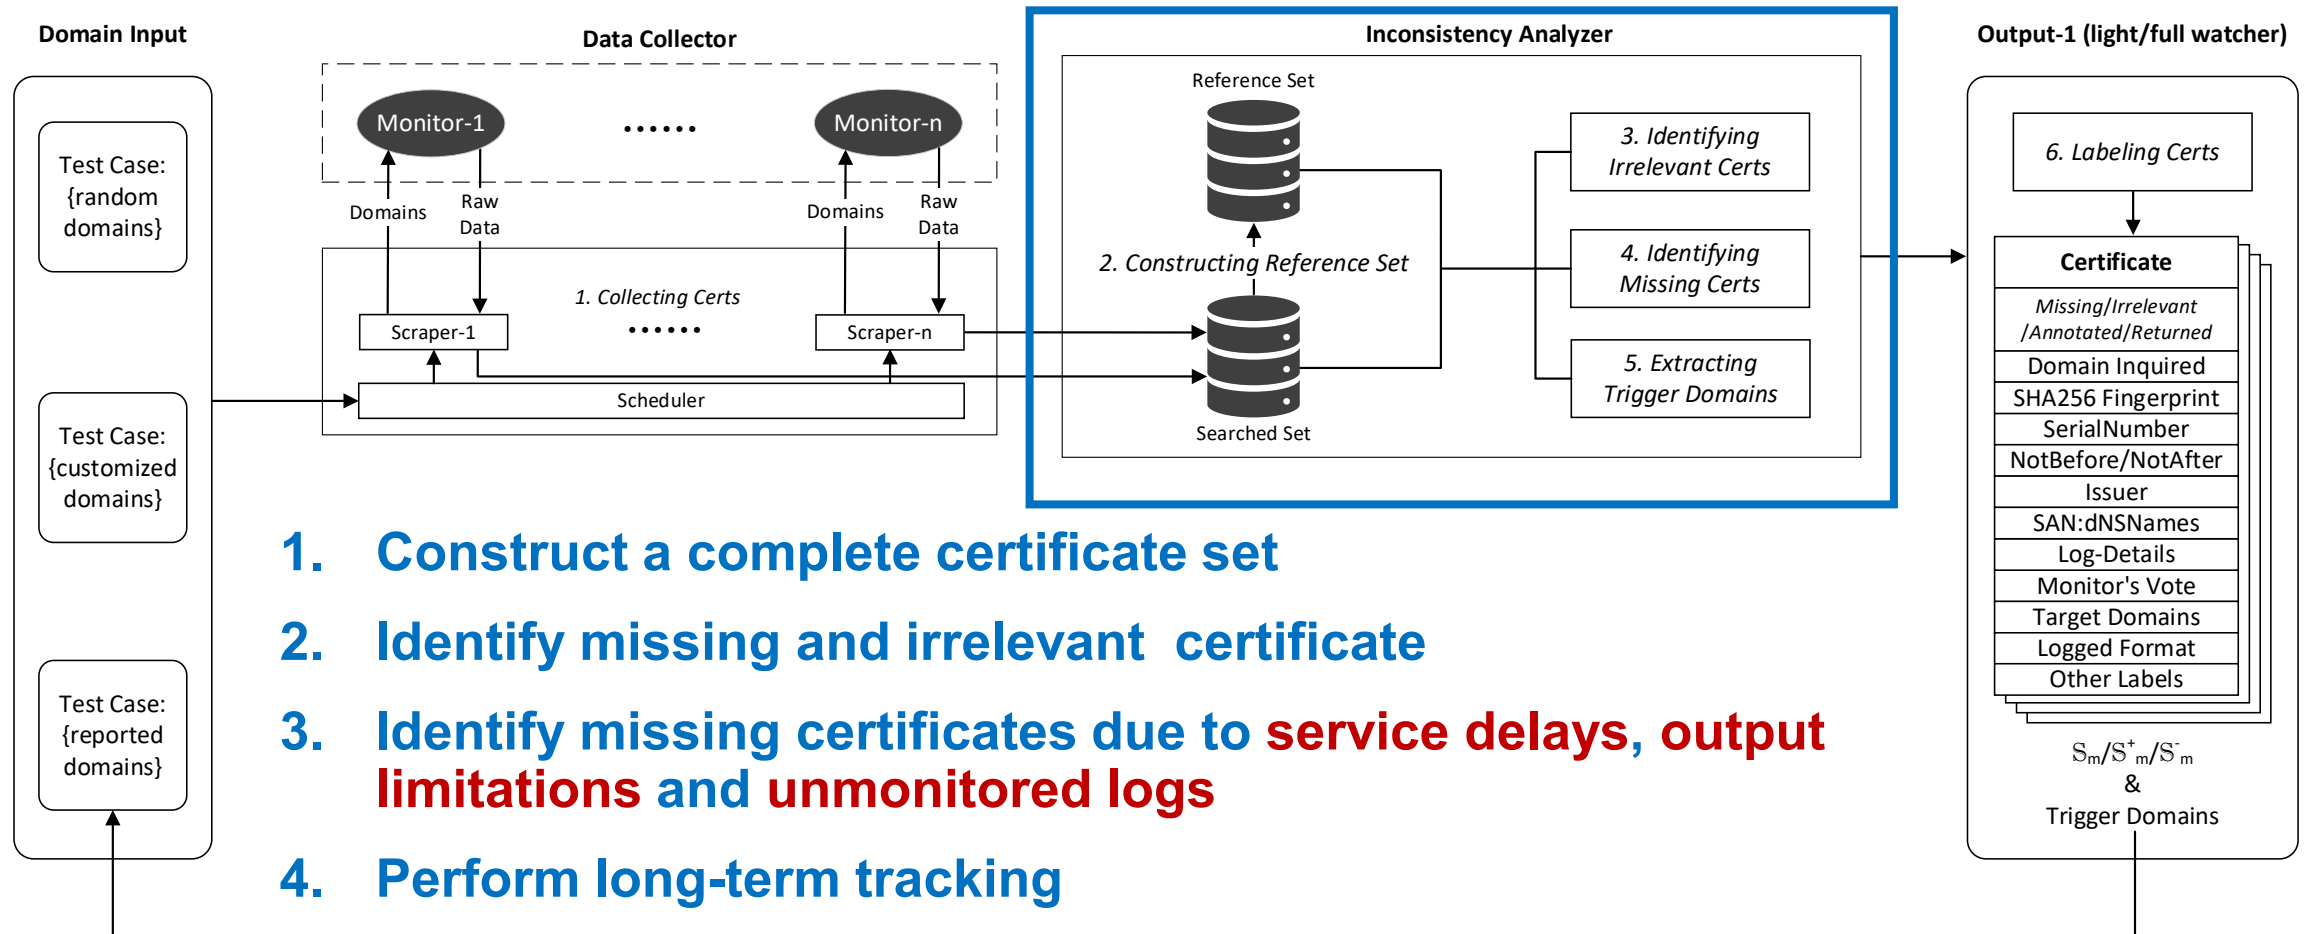 Domain Input
Test Case:
{random
domains}
Test Case:
{customized
domains}
Test Case:
{reported
domains}
Data Collector
Monitor-1
......
Monitor-n
Domains
Raw
Data
Domains
Raw
Data
1. Collecting Certs
Scraper-1
......
Scraper-n
Scheduler
Inconsistency Analyzer
Reference Set
2. Constructing Reference Set
Searched Set
3. Identifying
Irrelevant Certs
4. Identifying
Missing Certs
5. Extracting
Trigger Domains
Output-1 (light/full watcher)
6. Labeling Certs
Certificate
Missing/Irrelevant
/Annotated/Returned
Domain Inquired
SHA256 Fingerprint
SerialNumber
NotBefore/NotAfter
Issuer
SAN:dNSNames
Log-Details
Monitor's Vote
Target Domains
Logged Format
Other Labels
Sm/S+m/S-m
&
Trigger Domains
1. Construct a complete certificate set
2. Identify missing and irrelevant certificate
3. Identify missing certificates due to service delays, output
limitations and unmonitored logs
4. Perform long-term tracking